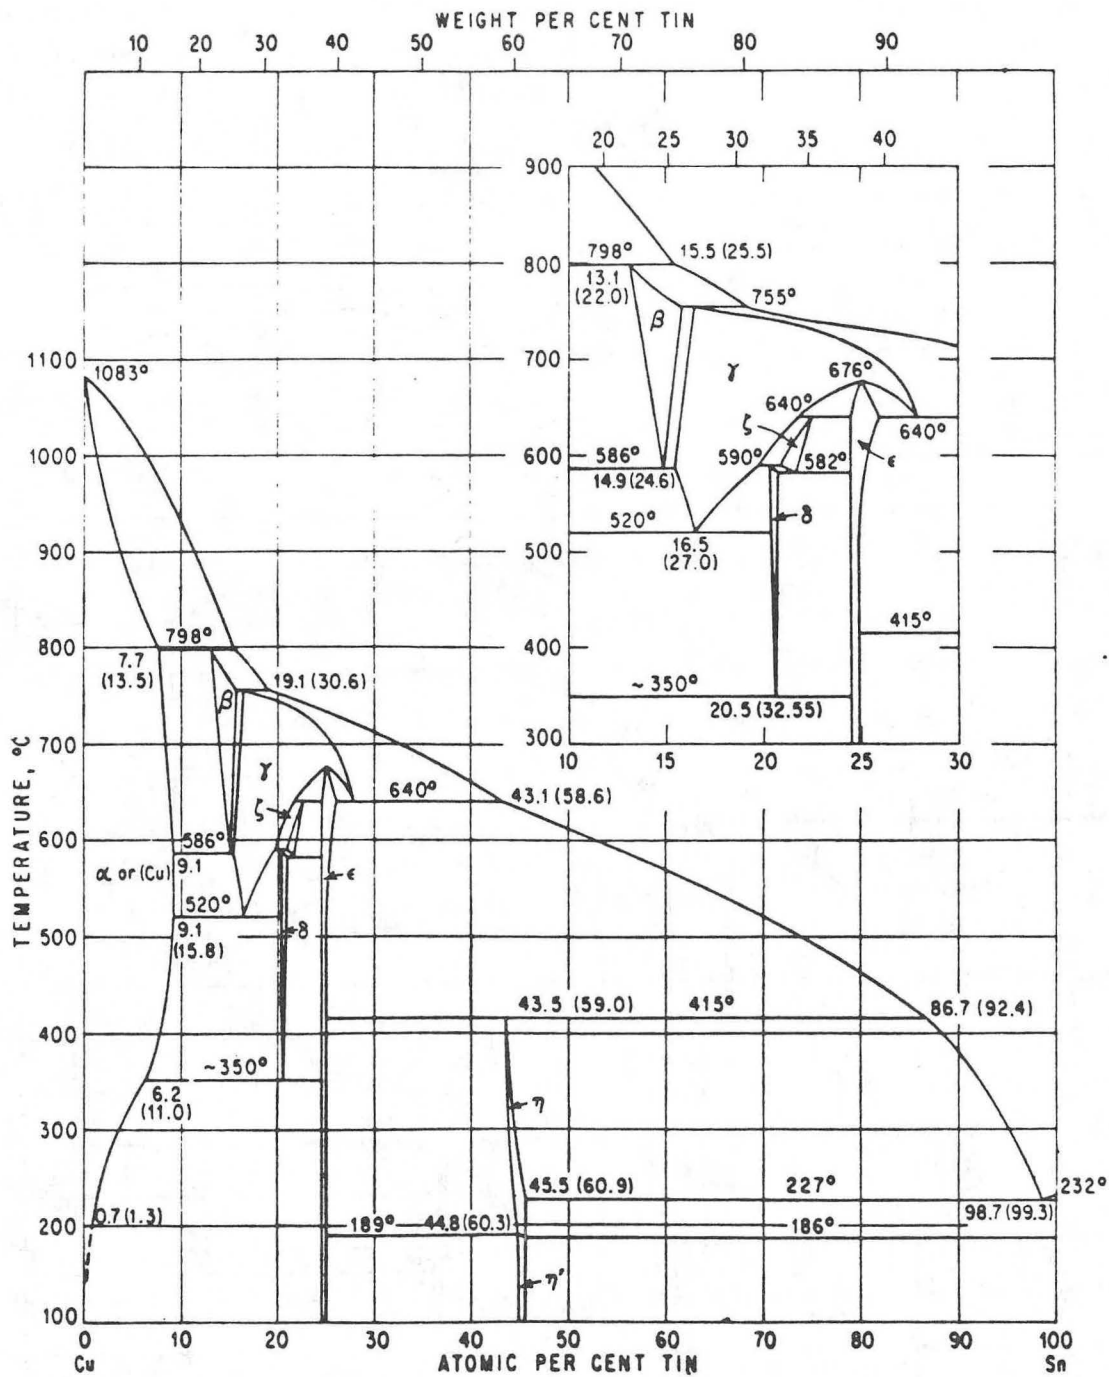 WEIGHT PER CENT TIN
10 20 30 40 50 60 70 80 90
20 25 30 35 40
900
798° 15.5 (25.5)
800
13.1
(22.0)
755°
β
700
γ
676°
640°
ζ
640°
ϵ
600
586°
590°
582°
14.9 (24.6)
δ
520°
500
16.5
(27.0)
415°
400
~350°
20.5 (32.55)
300
10 15 20 25 30
TEMPERATURE, °C
1100
1083°
1000
900
800
798°
7.7
(13.5)
19.1 (30.6)
β
700
γ
640°
43.1 (58.6)
ζ
600
586°
α or (Cu) 9.1
ϵ
520°
500
9.1
(15.8)
δ
43.5 (59.0) 415°
86.7 (92.4)
400
~350°
6.2
(11.0)
η
300
45.5 (60.9) 227°
232°
98.7 (99.3)
200
0.7 (1.3)
189° 44.8 (60.3) 186°
η′
100
0 10 20 30 40 50 60 70 80 90 100
Cu ATOMIC PER CENT TIN Sn